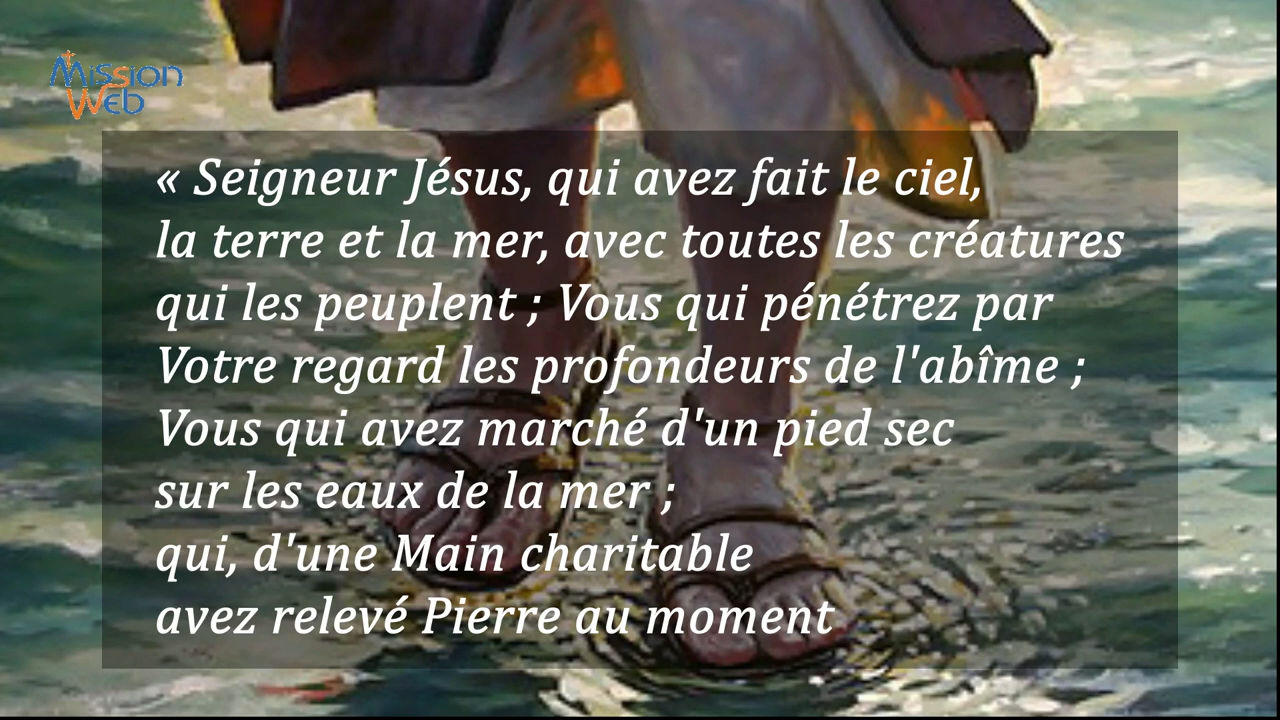 Mission
Web
« Seigneur Jésus, qui avez fait le ciel,
la terre et la mer, avec toutes les créatures
qui les peuplent ; Vous qui pénétrez par
Votre regard les profondeurs de l'abîme ;
Vous qui avez marché d'un pied sec
sur les eaux de la mer ;
qui, d'une Main charitable
avez relevé Pierre au moment